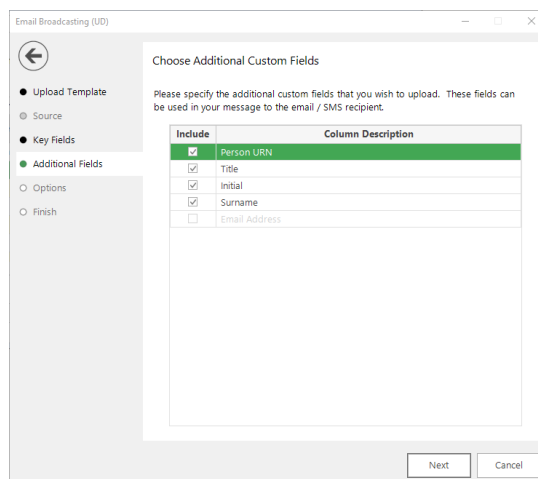 Email Broadcasting (UD)
Choose Additional Custom Fields
Upload Template
Please specify the additional custom fields that you wish to upload. These fields can
be used in your message to the email / SMS recipient.
Source
Key Fields
Additional Fields
Options
Finish
Include Column Description
Person URN
Title
Initial
Surname
Email Address
Next Cancel